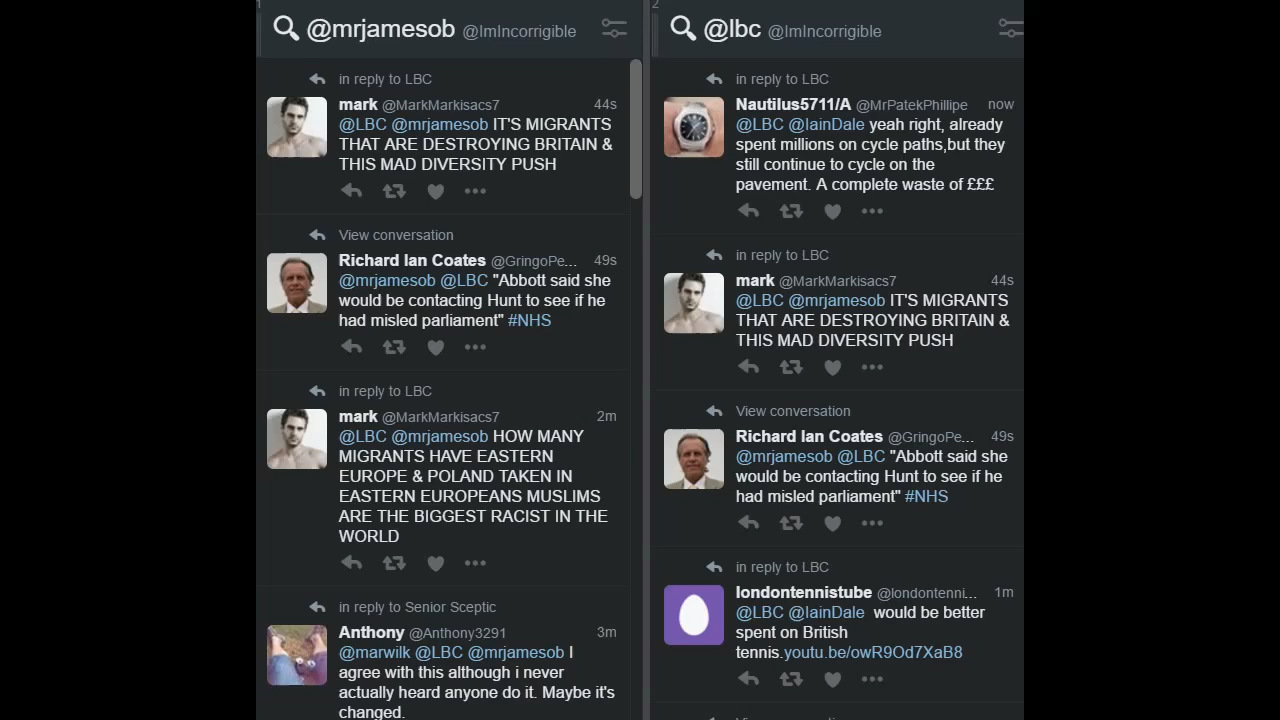 1
@mrjamesob @ImIncorrigible
in reply to LBC
mark @MarkMarkisacs7 44s
@LBC @mrjamesob IT'S MIGRANTS
THAT ARE DESTROYING BRITAIN &
THIS MAD DIVERSITY PUSH
View conversation
Richard Ian Coates @GringoPe... 49s
@mrjamesob @LBC "Abbott said she
would be contacting Hunt to see if he
had misled parliament" #NHS
in reply to LBC
mark @MarkMarkisacs7 2m
@LBC @mrjamesob HOW MANY
MIGRANTS HAVE EASTERN
EUROPE & POLAND TAKEN IN
EASTERN EUROPEANS MUSLIMS
ARE THE BIGGEST RACIST IN THE
WORLD
in reply to Senior Sceptic
Anthony @Anthony3291 3m
@marwilk @LBC @mrjamesob I
agree with this although i never
actually heard anyone do it. Maybe it's
changed.
2
@lbc @ImIncorrigible
in reply to LBC
Nautilus5711/A @MrPatekPhillipe now
@LBC @IainDale yeah right, already
spent millions on cycle paths,but they
still continue to cycle on the
pavement. A complete waste of £££
in reply to LBC
mark @MarkMarkisacs7 44s
@LBC @mrjamesob IT'S MIGRANTS
THAT ARE DESTROYING BRITAIN &
THIS MAD DIVERSITY PUSH
View conversation
Richard Ian Coates @GringoPe... 49s
@mrjamesob @LBC "Abbott said she
would be contacting Hunt to see if he
had misled parliament" #NHS
in reply to LBC
londontennistube @londontenni... 1m
@LBC @IainDale would be better
spent on British
tennis.youtu.be/owR9Od7XaB8